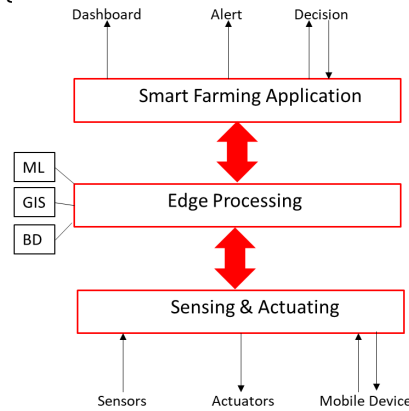 Dashboard Alert Decision
Smart Farming Application
ML
GIS
Edge Processing
BD
Sensing & Actuating
Sensors Actuators Mobile Device